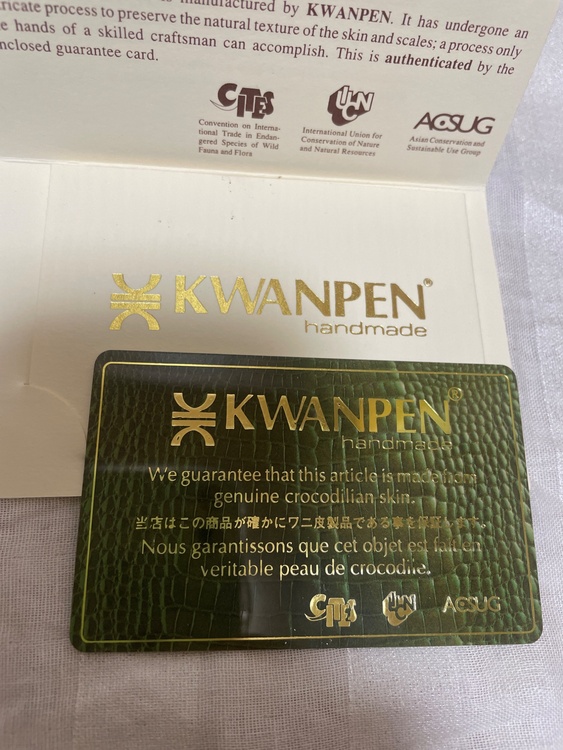 manufactured by KWANPEN. It has undergone an
ricate process to preserve the natural texture of the skin and scales; a process only
e hands of a skilled craftsman can accomplish. This is authenticated by the
nclosed guarantee card.
CITES
Convention on Interna-
tional Trade in Endan-
gered Species of Wild
Fauna and Flora
IUCN
International Union for
Conservation of Nature
and Natural Resources
ACSUG
Asian Conservation and
Sustainable Use Group
KWANPEN®
handmade
KWANPEN®
handmade
We guarantee that this article is made from
genuine crocodilian skin.
当店はこの商品が確かにワニ皮製品である事を保証します。
Nous garantissons que cet objet est fait en
veritable peau de crocodile.
CITES IUCN ACSUG